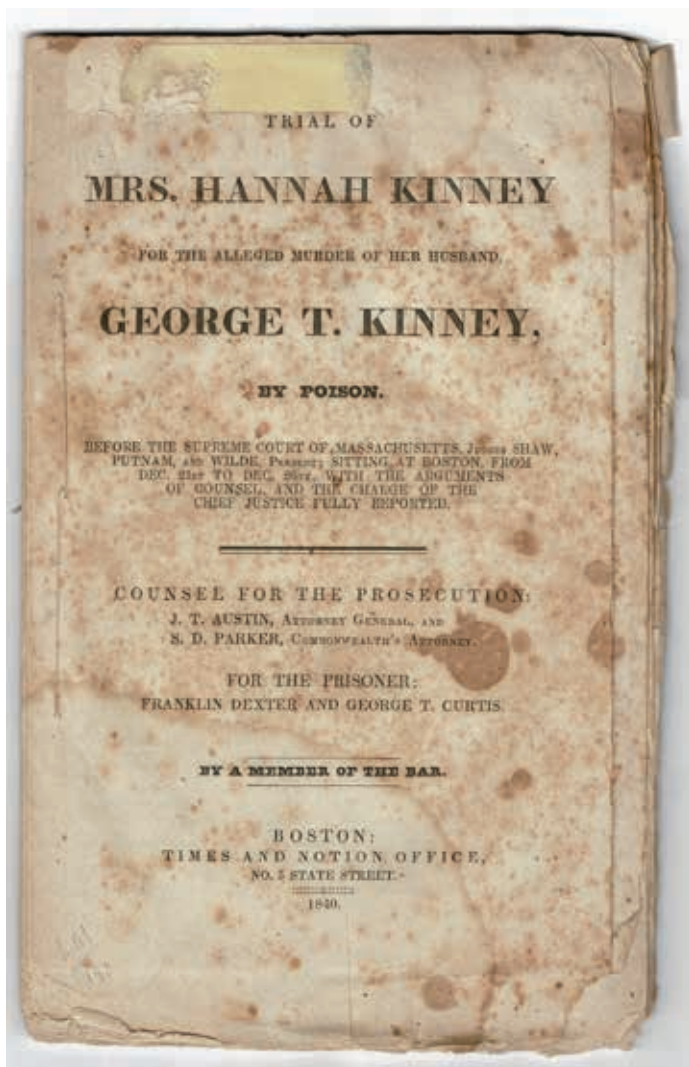 TRIAL OF
MRS. HANNAH KINNEY
FOR THE ALLEGED MURDER OF HER HUSBAND,
GEORGE T. KINNEY,
BY POISON.
BEFORE THE SUPREME COURT OF MASSACHUSETTS, JUDGES SHAW,
PUTNAM, AND WILDE, PRESENT; SITTING AT BOSTON, FROM
DEC. 21ST TO DEC. 26TH, WITH THE ARGUMENTS
OF COUNSEL, AND THE CHARGE OF THE
CHIEF JUSTICE FULLY REPORTED.
COUNSEL FOR THE PROSECUTION:
J. T. AUSTIN, ATTORNEY GENERAL, AND
S. D. PARKER, COMMONWEALTH'S ATTORNEY.
FOR THE PRISONER:
FRANKLIN DEXTER AND GEORGE T. CURTIS.
BY A MEMBER OF THE BAR.
BOSTON:
TIMES AND NOTION OFFICE,
NO. 5 STATE STREET.
1840.